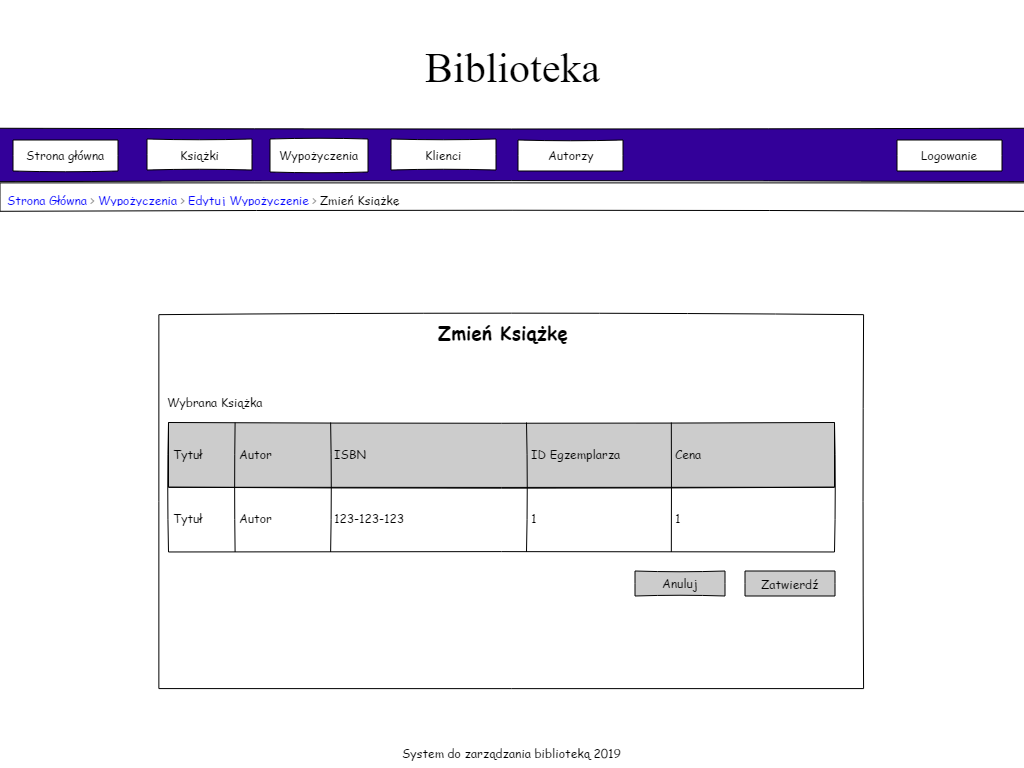 Biblioteka
Strona główna Książki Wypożyczenia Klienci Autorzy Logowanie
Strona Główna > Wypożyczenia > Edytuj Wypożyczenie > Zmień Książkę
Zmień Książkę
Wybrana Książka
Tytuł Autor ISBN ID Egzemplarza Cena
Tytuł Autor 123-123-123 1 1
Anuluj Zatwierdź
System do zarządzania biblioteką 2019